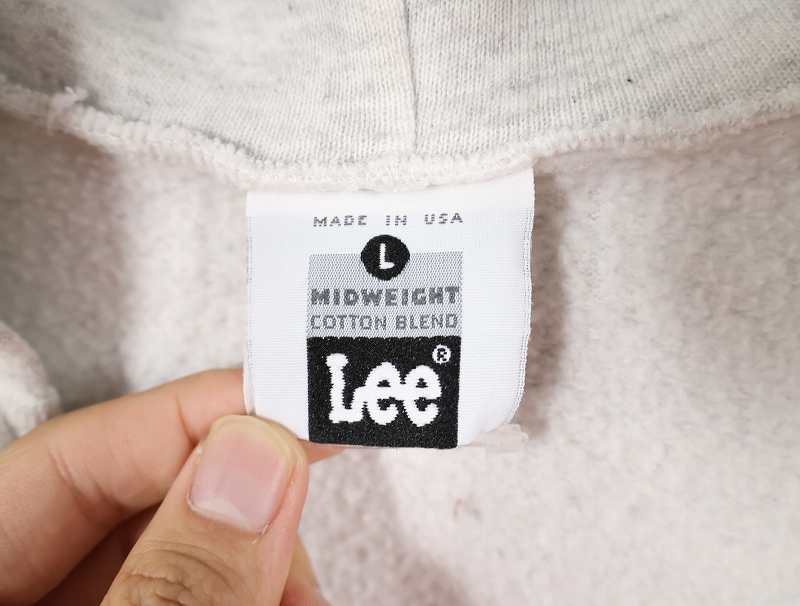 MADE IN USA
L
MIDWEIGHT
COTTON BLEND
Lee®